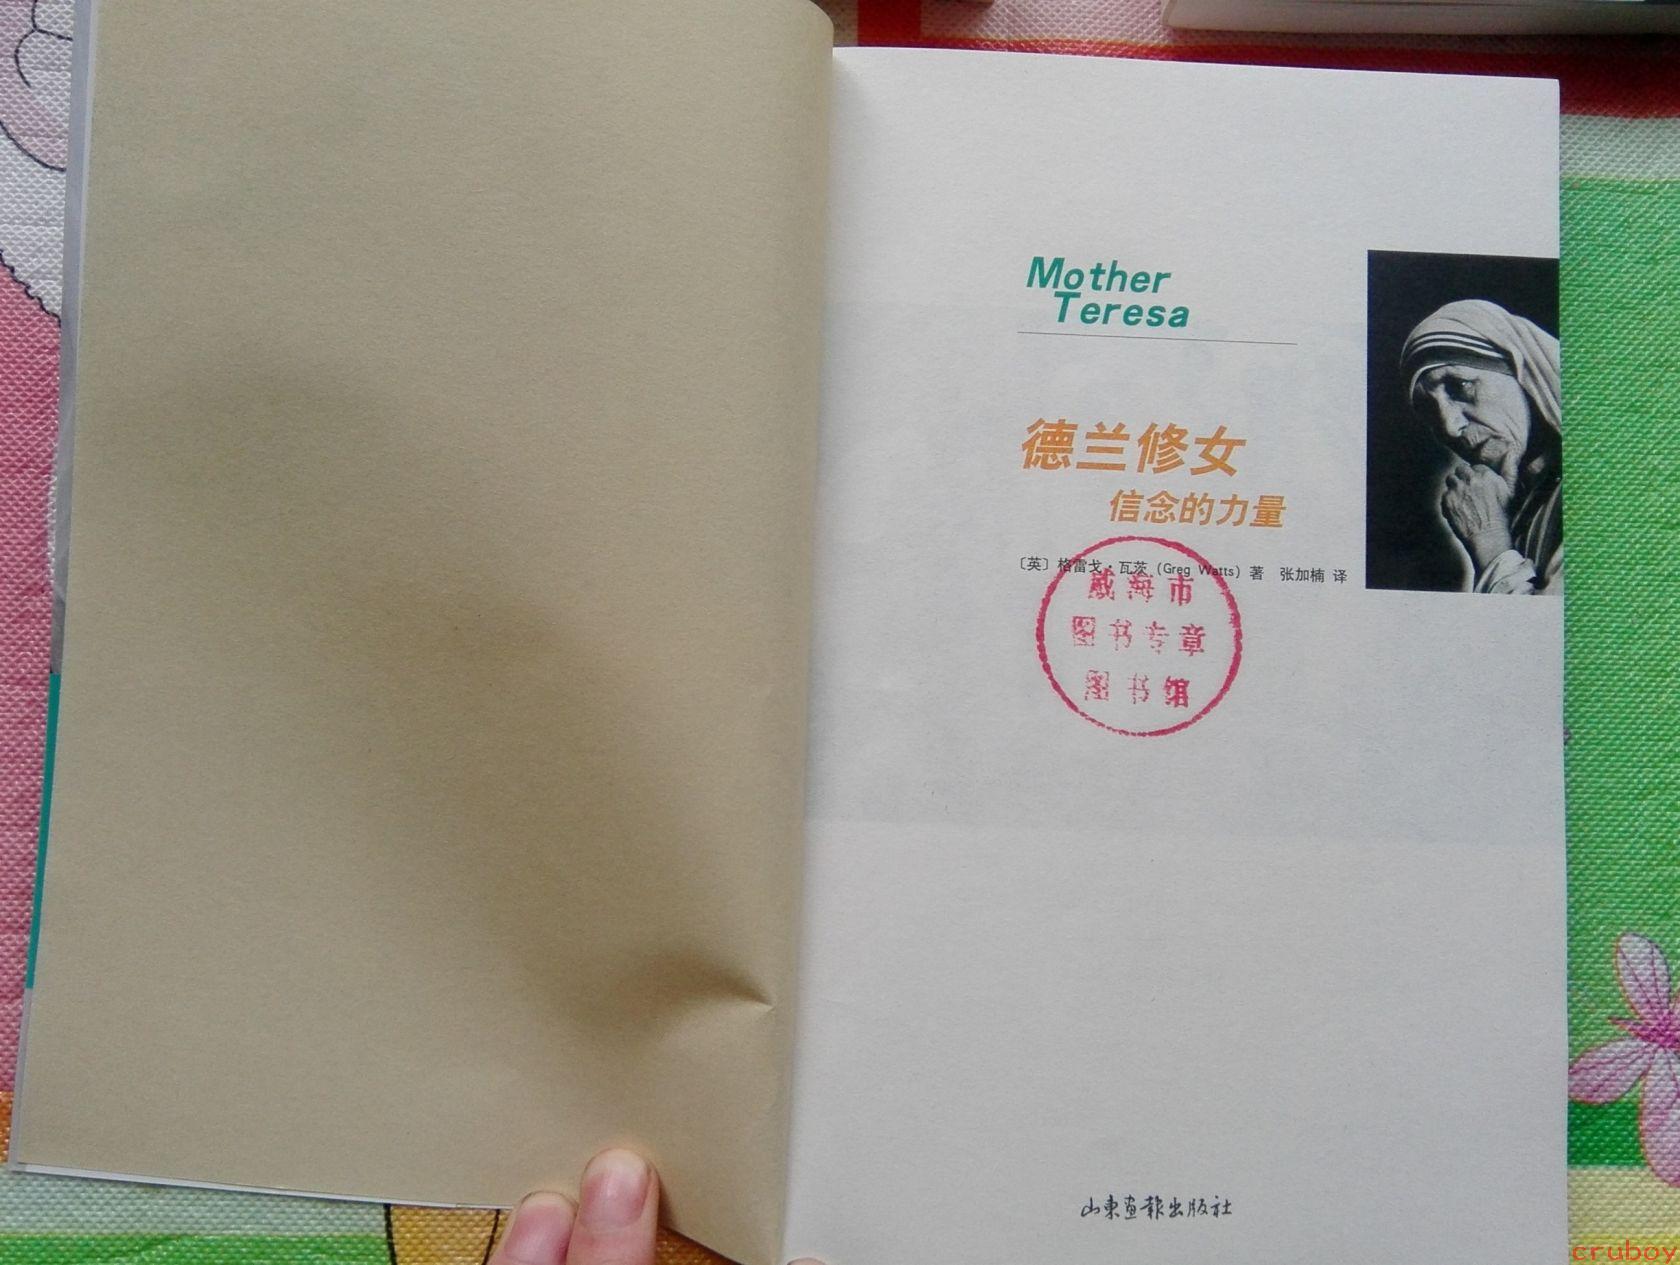 Mother
Teresa
德兰修女
信念的力量
〔英〕格雷戈·瓦茨（Greg Watts）著 张加楠 译
威海市
图书专章
图书馆
山东画报出版社
cruboy